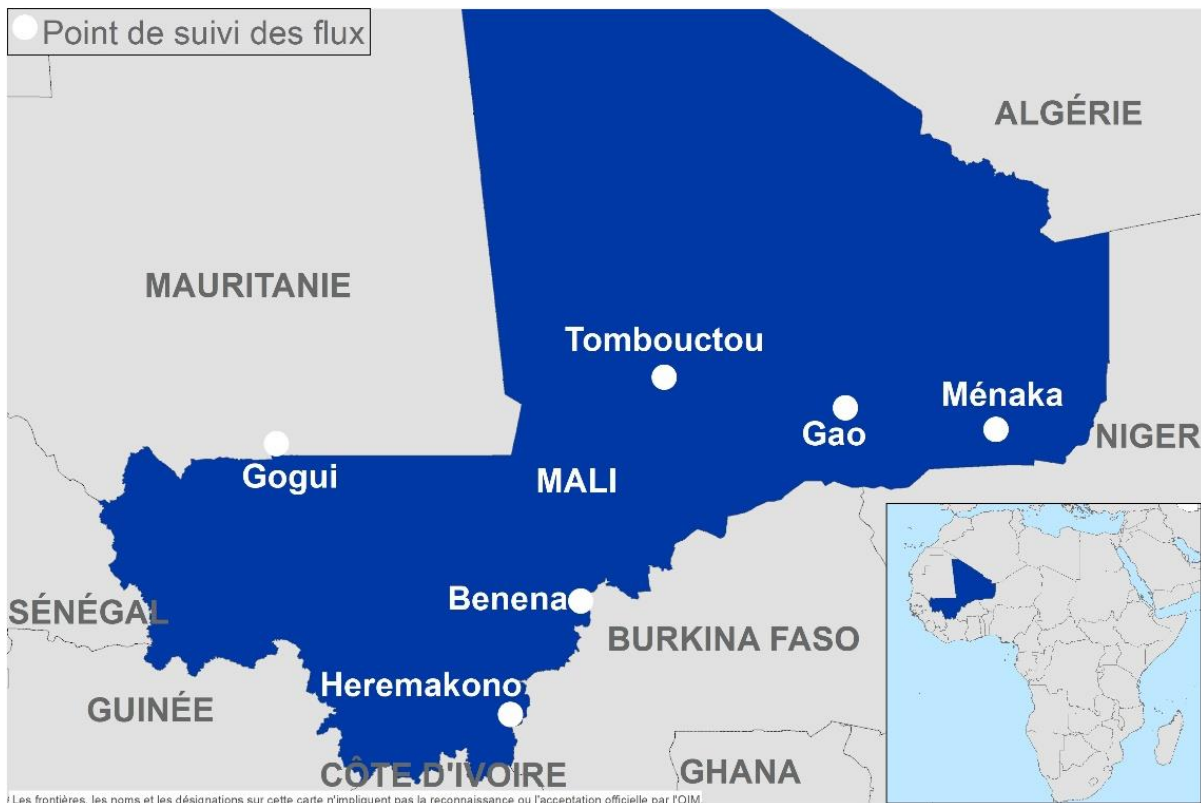 Point de suivi des flux
ALGÉRIE
MAURITANIE
Tombouctou
Ménaka
Gao
NIGER
Gogui
MALI
Benena
SÉNÉGAL
BURKINA FASO
Heremakono
GUINÉE
CÔTE D'IVOIRE
GHANA
Les frontières, les noms et les désignations sur cette carte n'impliquent pas la reconnaissance ou l'acceptation officielle par l'OIM